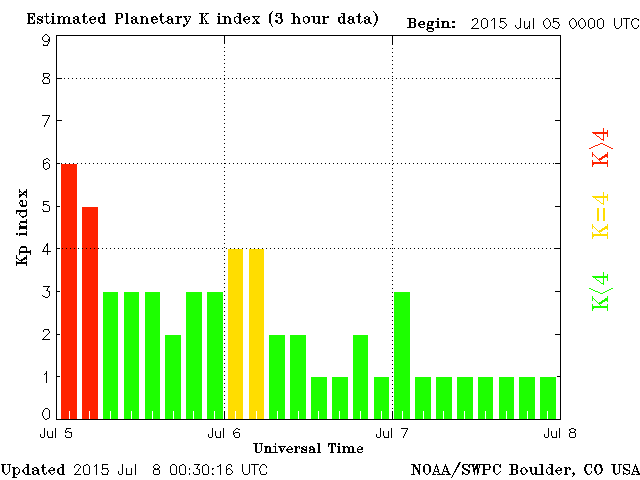 Estimated Planetary K index (3 hour data)
Begin: 2015 Jul 05 0000 UTC
9
8
7
6
5
4
3
2
1
0
Kp index
K>4
K=4
K<4
Jul 5
Jul 6
Jul 7
Jul 8
Universal Time
Updated 2015 Jul 8 00:30:16 UTC
NOAA/SWPC Boulder, CO USA